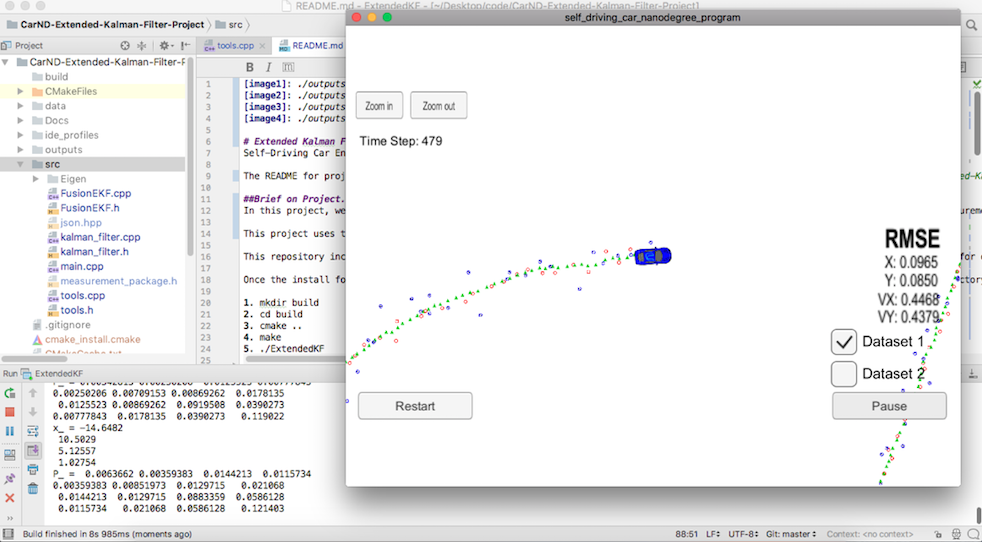 README.md - ExtendedKF - [~/Desktop/code/CarND-Extended-Kalman-Filter-Project]
CarND-Extended-Kalman-Filter-Project
src
Project
tools.cpp
README.md
CarND-Extended-Kalman-Filter-P
build
CMakeFiles
data
Docs
ide_profiles
outputs
src
Eigen
FusionEKF.cpp
FusionEKF.h
json.hpp
kalman_filter.cpp
kalman_filter.h
main.cpp
measurement_package.h
tools.cpp
tools.h
.gitignore
cmake_install.cmake
CMakeCache.txt
B I m
1 [image1]: ./outputs
2 [image2]: ./outputs
3 [image3]: ./outputs
4 [image4]: ./outputs
5
6 # Extended Kalman F
7 Self-Driving Car En
8
9 The README for proj
10
11 ##Brief on Project.
12 In this project, we
13
14 This project uses t
15
16 This repository inc
17
18 Once the install fo
19
20 1. mkdir build
21 2. cd build
22 3. cmake ..
23 4. make
24 5. ./ExtendedKF
25
self_driving_car_nanodegree_program
Zoom in
Zoom out
Time Step: 479
RMSE
X: 0.0965
Y: 0.0850
VX: 0.4468
VY: 0.4379
Dataset 1
Dataset 2
Restart
Pause
Run
ExtendedKF
P_ = 0.00342813 0.00250206 0.0125523 0.00777843
0.00250206 0.00709153 0.00869262 0.0178135
0.0125523 0.00869262 0.0919508 0.0390273
0.00777843 0.0178135 0.0390273 0.119022
x_ = -14.6482
10.5029
5.12557
1.02754
P_ = 0.0063662 0.00359383 0.0144213 0.0115734
0.00359383 0.00851973 0.0129715 0.021068
0.0144213 0.0129715 0.0883359 0.0586128
0.0115734 0.021068 0.0586128 0.121403
Build finished in 8s 985ms (moments ago)
88:51
LF
UTF-8
Git: master
Context: <no context>